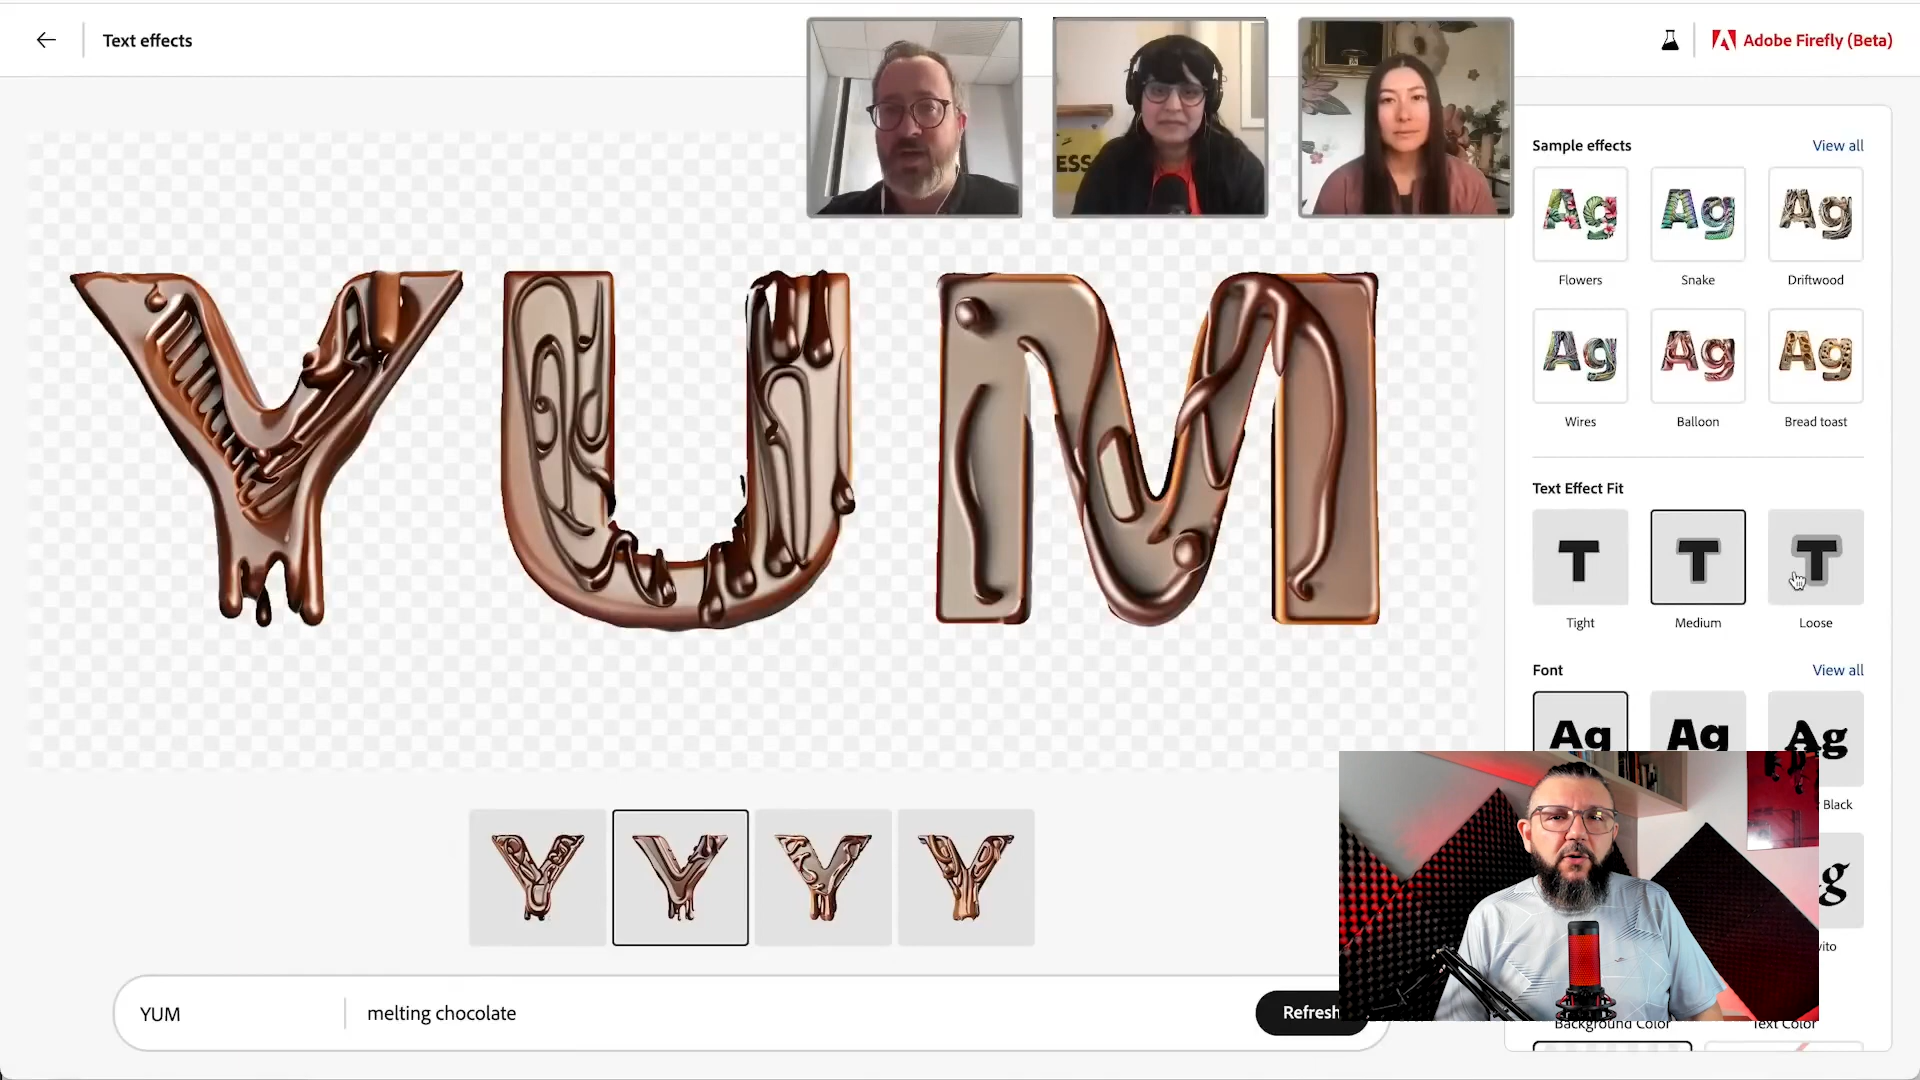 Text effects
Adobe Firefly (Beta)
ESS
YUM
Sample effects
View all
Ag
Ag
Ag
Flowers
Snake
Driftwood
Ag
Ag
Ag
Wires
Balloon
Bread toast
Text Effect Fit
T
T
T
Tight
Medium
Loose
Font
View all
Ag
Ag
Ag
Black
g
vito
Y
Y
Y
Y
YUM
melting chocolate
Refresh
Background Color
Text Color